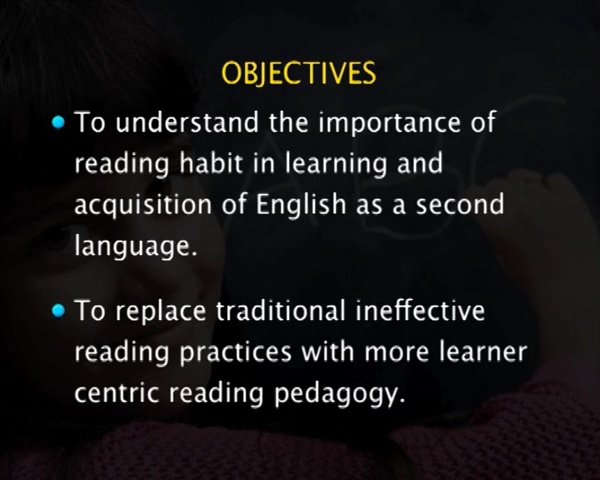 OBJECTIVES
To understand the importance of
reading habit in learning and
acquisition of English as a second
language.
To replace traditional ineffective
reading practices with more learner
centric reading pedagogy.